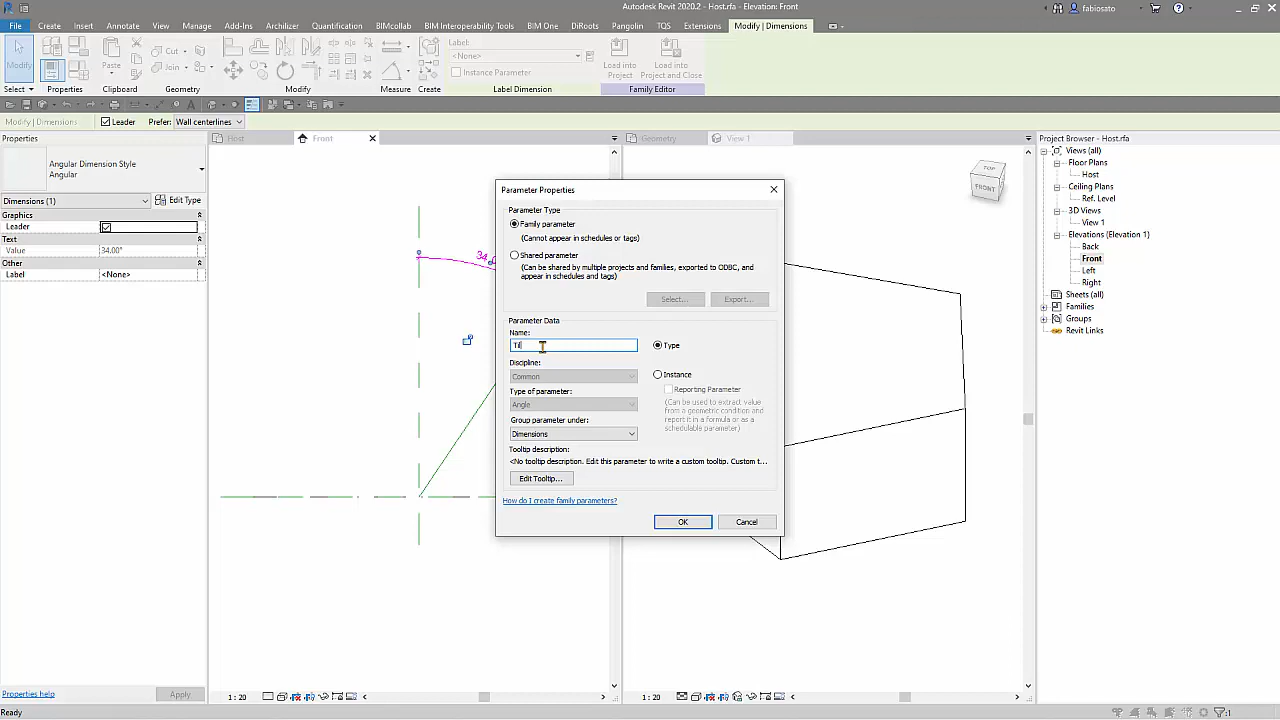 Autodesk Revit 2020.2 - Host.rfa - Elevation: Front
fabiosato
File Create Insert Annotate View Manage Add-Ins Archilizer Quantification BIMcollab BIM Interoperability Tools BIM One DiRoots Pangolin TQS Extensions Modify | Dimensions
Label:
Cut
<None>
Modify
Paste
Join
Instance Parameter
Load into Project
Load into Project and Close
Select Properties Clipboard Geometry Modify Measure Create Label Dimension Family Editor
Modify | Dimensions
Leader
Prefer:
Wall centerlines
Properties
Host
Front
Geometry
View 1
Project Browser - Host.rfa
Angular Dimension Style
Angular
Dimensions (1)
Edit Type
Graphics
Leader
Text
Value
34.00°
Other
Label
<None>
34.
Parameter Properties
Parameter Type
Family parameter
(Cannot appear in schedules or tags)
Shared parameter
(Can be shared by multiple projects and families, exported to ODBC, and
appear in schedules and tags)
Select...
Export...
Parameter Data
Name:
Til
Type
Discipline:
Common
Instance
Type of parameter:
Reporting Parameter
Angle
(Can be used to extract value
from a geometric condition and
report it in a formula or as a
schedulable parameter)
Group parameter under:
Dimensions
Tooltip description:
<No tooltip description. Edit this parameter to write a custom tooltip. Custom t...
Edit Tooltip...
How do I create family parameters?
OK
Cancel
TOP
FRONT
Views (all)
Floor Plans
Host
Ceiling Plans
Ref. Level
3D Views
View 1
Elevations (Elevation 1)
Back
Front
Left
Right
Sheets (all)
Families
Groups
Revit Links
Properties help
Apply
1 : 20
1 : 20
Ready
:1